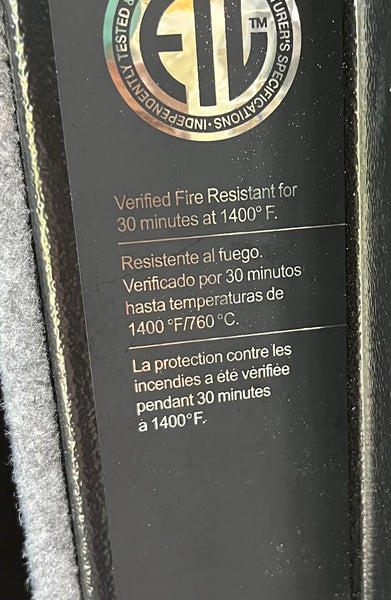 ETL TM
INDEPENDENTLY TESTED &
URER'S SPECIFICATIONS •
Verified Fire Resistant for
30 minutes at 1400° F.
Resistente al fuego.
Verificado por 30 minutos
hasta temperaturas de
1400 °F/760 °C.
La protection contre les
incendies a été vérifiée
pendant 30 minutes
à 1400°F.